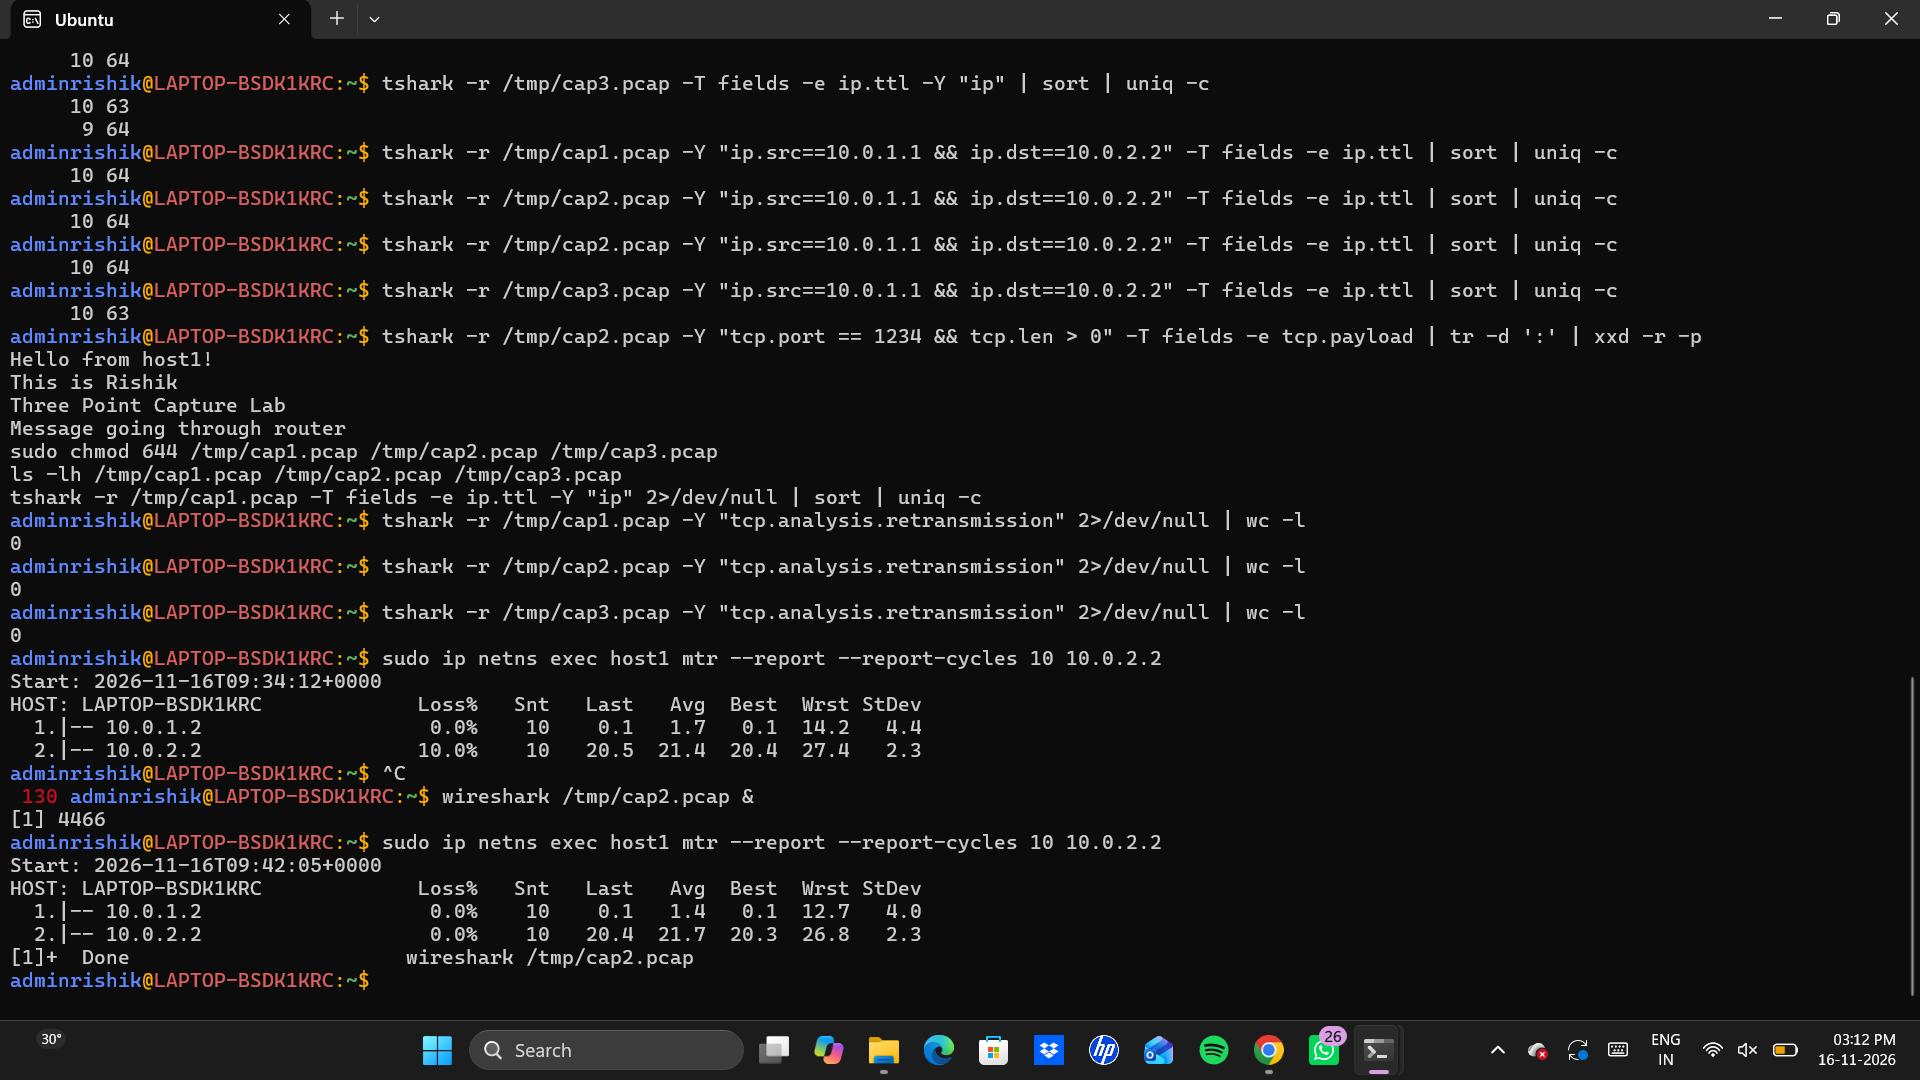 Ubuntu
      10 64
adminrishik@LAPTOP-BSDK1KRC:~$ tshark -r /tmp/cap3.pcap -T fields -e ip.ttl -Y "ip" | sort | uniq -c
      10 63
       9 64
adminrishik@LAPTOP-BSDK1KRC:~$ tshark -r /tmp/cap1.pcap -Y "ip.src==10.0.1.1 && ip.dst==10.0.2.2" -T fields -e ip.ttl | sort | uniq -c
      10 64
adminrishik@LAPTOP-BSDK1KRC:~$ tshark -r /tmp/cap2.pcap -Y "ip.src==10.0.1.1 && ip.dst==10.0.2.2" -T fields -e ip.ttl | sort | uniq -c
      10 64
adminrishik@LAPTOP-BSDK1KRC:~$ tshark -r /tmp/cap2.pcap -Y "ip.src==10.0.1.1 && ip.dst==10.0.2.2" -T fields -e ip.ttl | sort | uniq -c
      10 64
adminrishik@LAPTOP-BSDK1KRC:~$ tshark -r /tmp/cap3.pcap -Y "ip.src==10.0.1.1 && ip.dst==10.0.2.2" -T fields -e ip.ttl | sort | uniq -c
      10 63
adminrishik@LAPTOP-BSDK1KRC:~$ tshark -r /tmp/cap2.pcap -Y "tcp.port == 1234 && tcp.len > 0" -T fields -e tcp.payload | tr -d ':' | xxd -r -p
Hello from host1!
This is Rishik
Three Point Capture Lab
Message going through router
sudo chmod 644 /tmp/cap1.pcap /tmp/cap2.pcap /tmp/cap3.pcap
ls -lh /tmp/cap1.pcap /tmp/cap2.pcap /tmp/cap3.pcap
tshark -r /tmp/cap1.pcap -T fields -e ip.ttl -Y "ip" 2>/dev/null | sort | uniq -c
adminrishik@LAPTOP-BSDK1KRC:~$ tshark -r /tmp/cap1.pcap -Y "tcp.analysis.retransmission" 2>/dev/null | wc -l
0
adminrishik@LAPTOP-BSDK1KRC:~$ tshark -r /tmp/cap2.pcap -Y "tcp.analysis.retransmission" 2>/dev/null | wc -l
0
adminrishik@LAPTOP-BSDK1KRC:~$ tshark -r /tmp/cap3.pcap -Y "tcp.analysis.retransmission" 2>/dev/null | wc -l
0
adminrishik@LAPTOP-BSDK1KRC:~$ sudo ip netns exec host1 mtr --report --report-cycles 10 10.0.2.2
Start: 2026-11-16T09:34:12+0000
HOST: LAPTOP-BSDK1KRC             Loss%   Snt   Last   Avg  Best  Wrst StDev
  1.|-- 10.0.1.2                   0.0%    10    0.1   1.7   0.1  14.2   4.4
  2.|-- 10.0.2.2                  10.0%    10   20.5  21.4  20.4  27.4   2.3
adminrishik@LAPTOP-BSDK1KRC:~$ ^C
 130 adminrishik@LAPTOP-BSDK1KRC:~$ wireshark /tmp/cap2.pcap &
[1] 4466
adminrishik@LAPTOP-BSDK1KRC:~$ sudo ip netns exec host1 mtr --report --report-cycles 10 10.0.2.2
Start: 2026-11-16T09:42:05+0000
HOST: LAPTOP-BSDK1KRC             Loss%   Snt   Last   Avg  Best  Wrst StDev
  1.|-- 10.0.1.2                   0.0%    10    0.1   1.4   0.1  12.7   4.0
  2.|-- 10.0.2.2                   0.0%    10   20.4  21.7  20.3  26.8   2.3
[1]+  Done                       wireshark /tmp/cap2.pcap
adminrishik@LAPTOP-BSDK1KRC:~$
30°
Search
26
ENG
IN
03:12 PM
16-11-2026